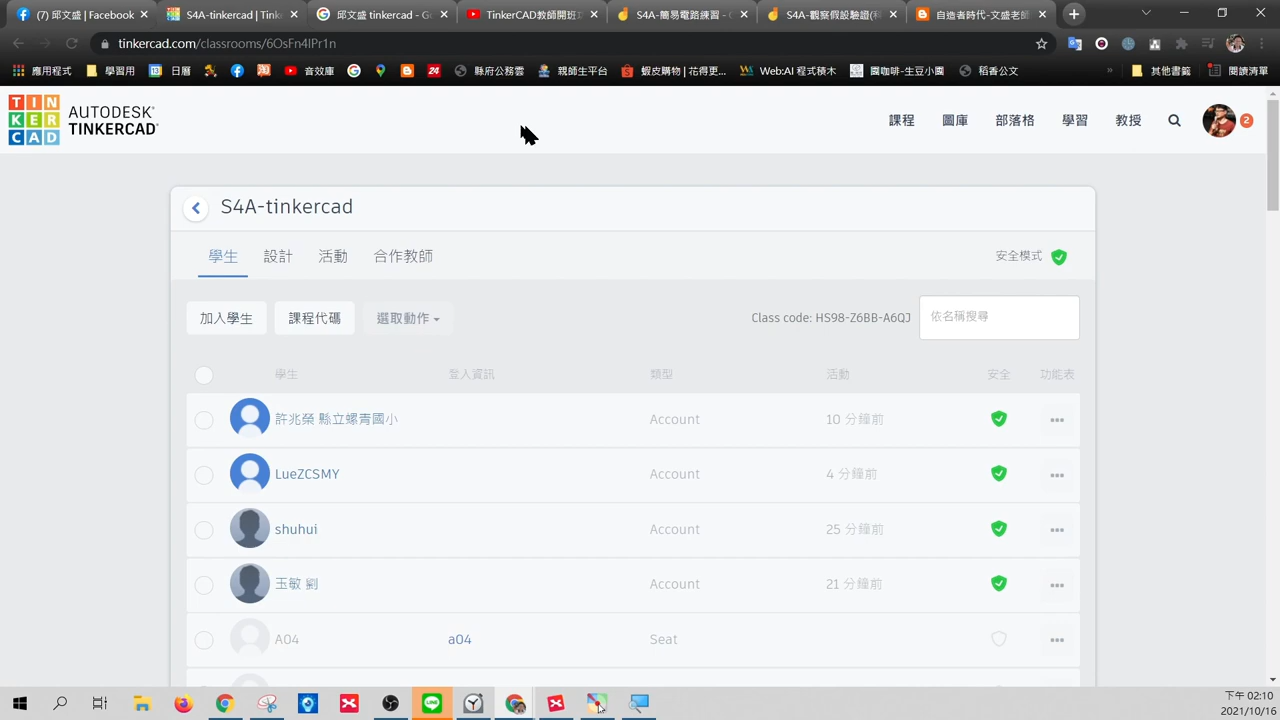 (7) 邱文盛 | Facebook
S4A-tinkercad | Tink
邱文盛 tinkercad - G
TinkerCAD教師開班
S4A-簡易電路練習 -
S4A-觀察假設驗證(科
自造者時代-文盛老師
tinkercad.com/classrooms/6OsFn4lPr1n
應用程式
學習用
日曆
音效庫
縣府公雲
親師生平台
蝦皮購物 | 花得更...
Web:AI 程式積木
國咖啡-生豆小
稻香公文
»
其他書籤
閱讀清單
TIN
KER
CAD
AUTODESK
TINKERCAD
課程
圖庫
部落格
學習
教授
2
S4A-tinkercad
學生
設計
活動
合作教師
安全模式
加入學生
課程代碼
選取動作
Class code: HS98-Z6BB-A6QJ
依名稱搜尋
學生
登入資訊
類型
活動
安全
功能表
許兆榮 縣立螺青國小
Account
10 分鐘前
LueZCSMY
Account
4 分鐘前
shuhui
Account
25 分鐘前
玉敏 劉
Account
21 分鐘前
A04
a04
Seat
LINE
下午 02:10
2021/10/16